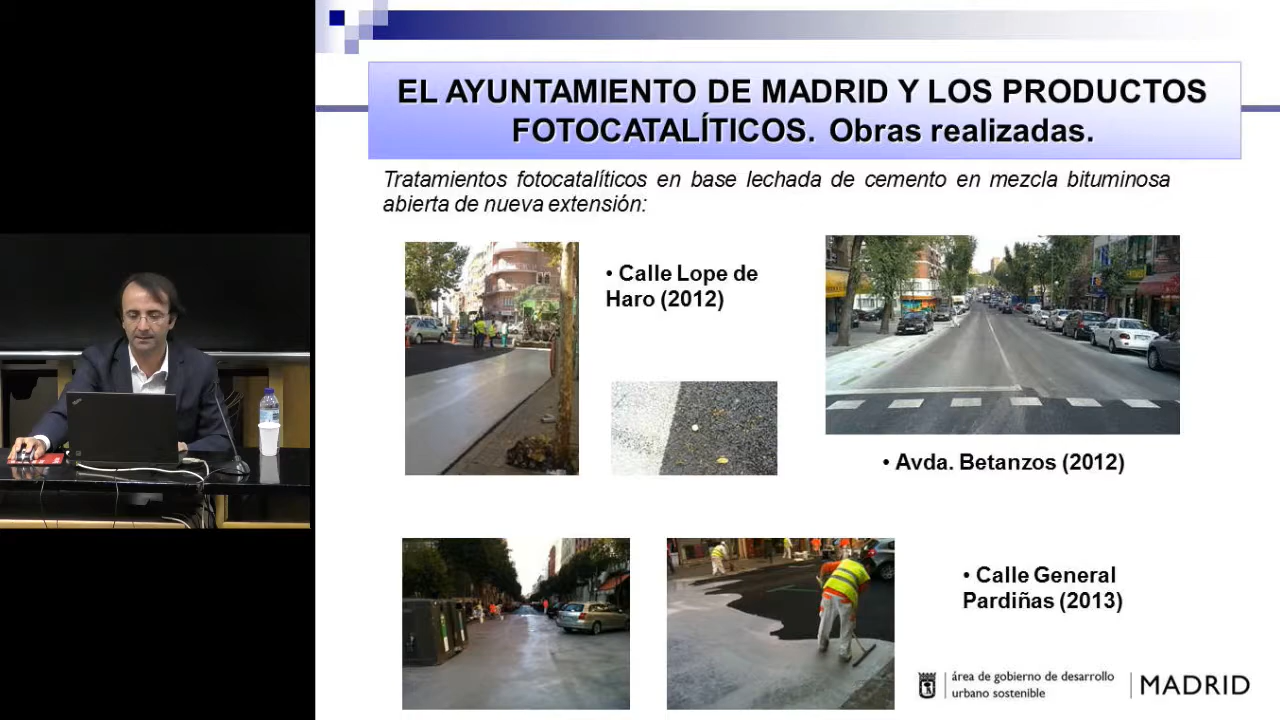 EL AYUNTAMIENTO DE MADRID Y LOS PRODUCTOS
FOTOCATALÍTICOS. Obras realizadas.
Tratamientos fotocatalíticos en base lechada de cemento en mezcla bituminosa
abierta de nueva extensión:
• Calle Lope de
Haro (2012)
• Avda. Betanzos (2012)
• Calle General
Pardiñas (2013)
área de gobierno de desarrollo
urbano sostenible
MADRID